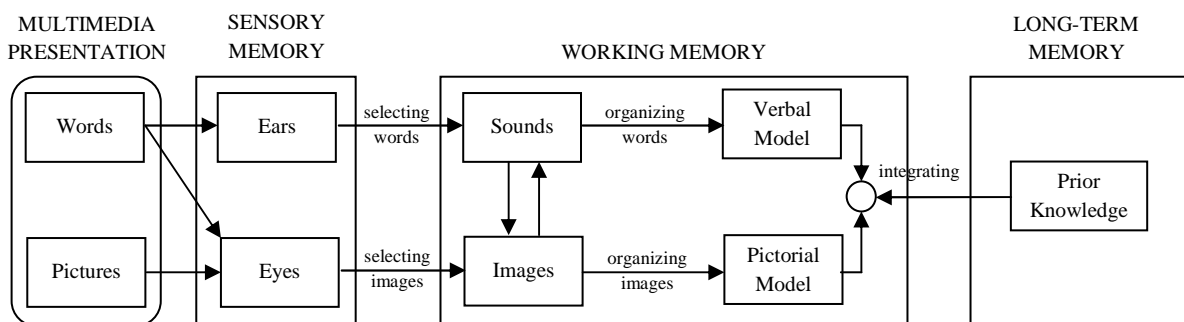 MULTIMEDIA
PRESENTATION
SENSORY
MEMORY
WORKING MEMORY
LONG-TERM
MEMORY
Words
Ears
selecting
words
Sounds
organizing
words
Verbal
Model
integrating
Prior
Knowledge
Pictures
Eyes
selecting
images
Images
organizing
images
Pictorial
Model